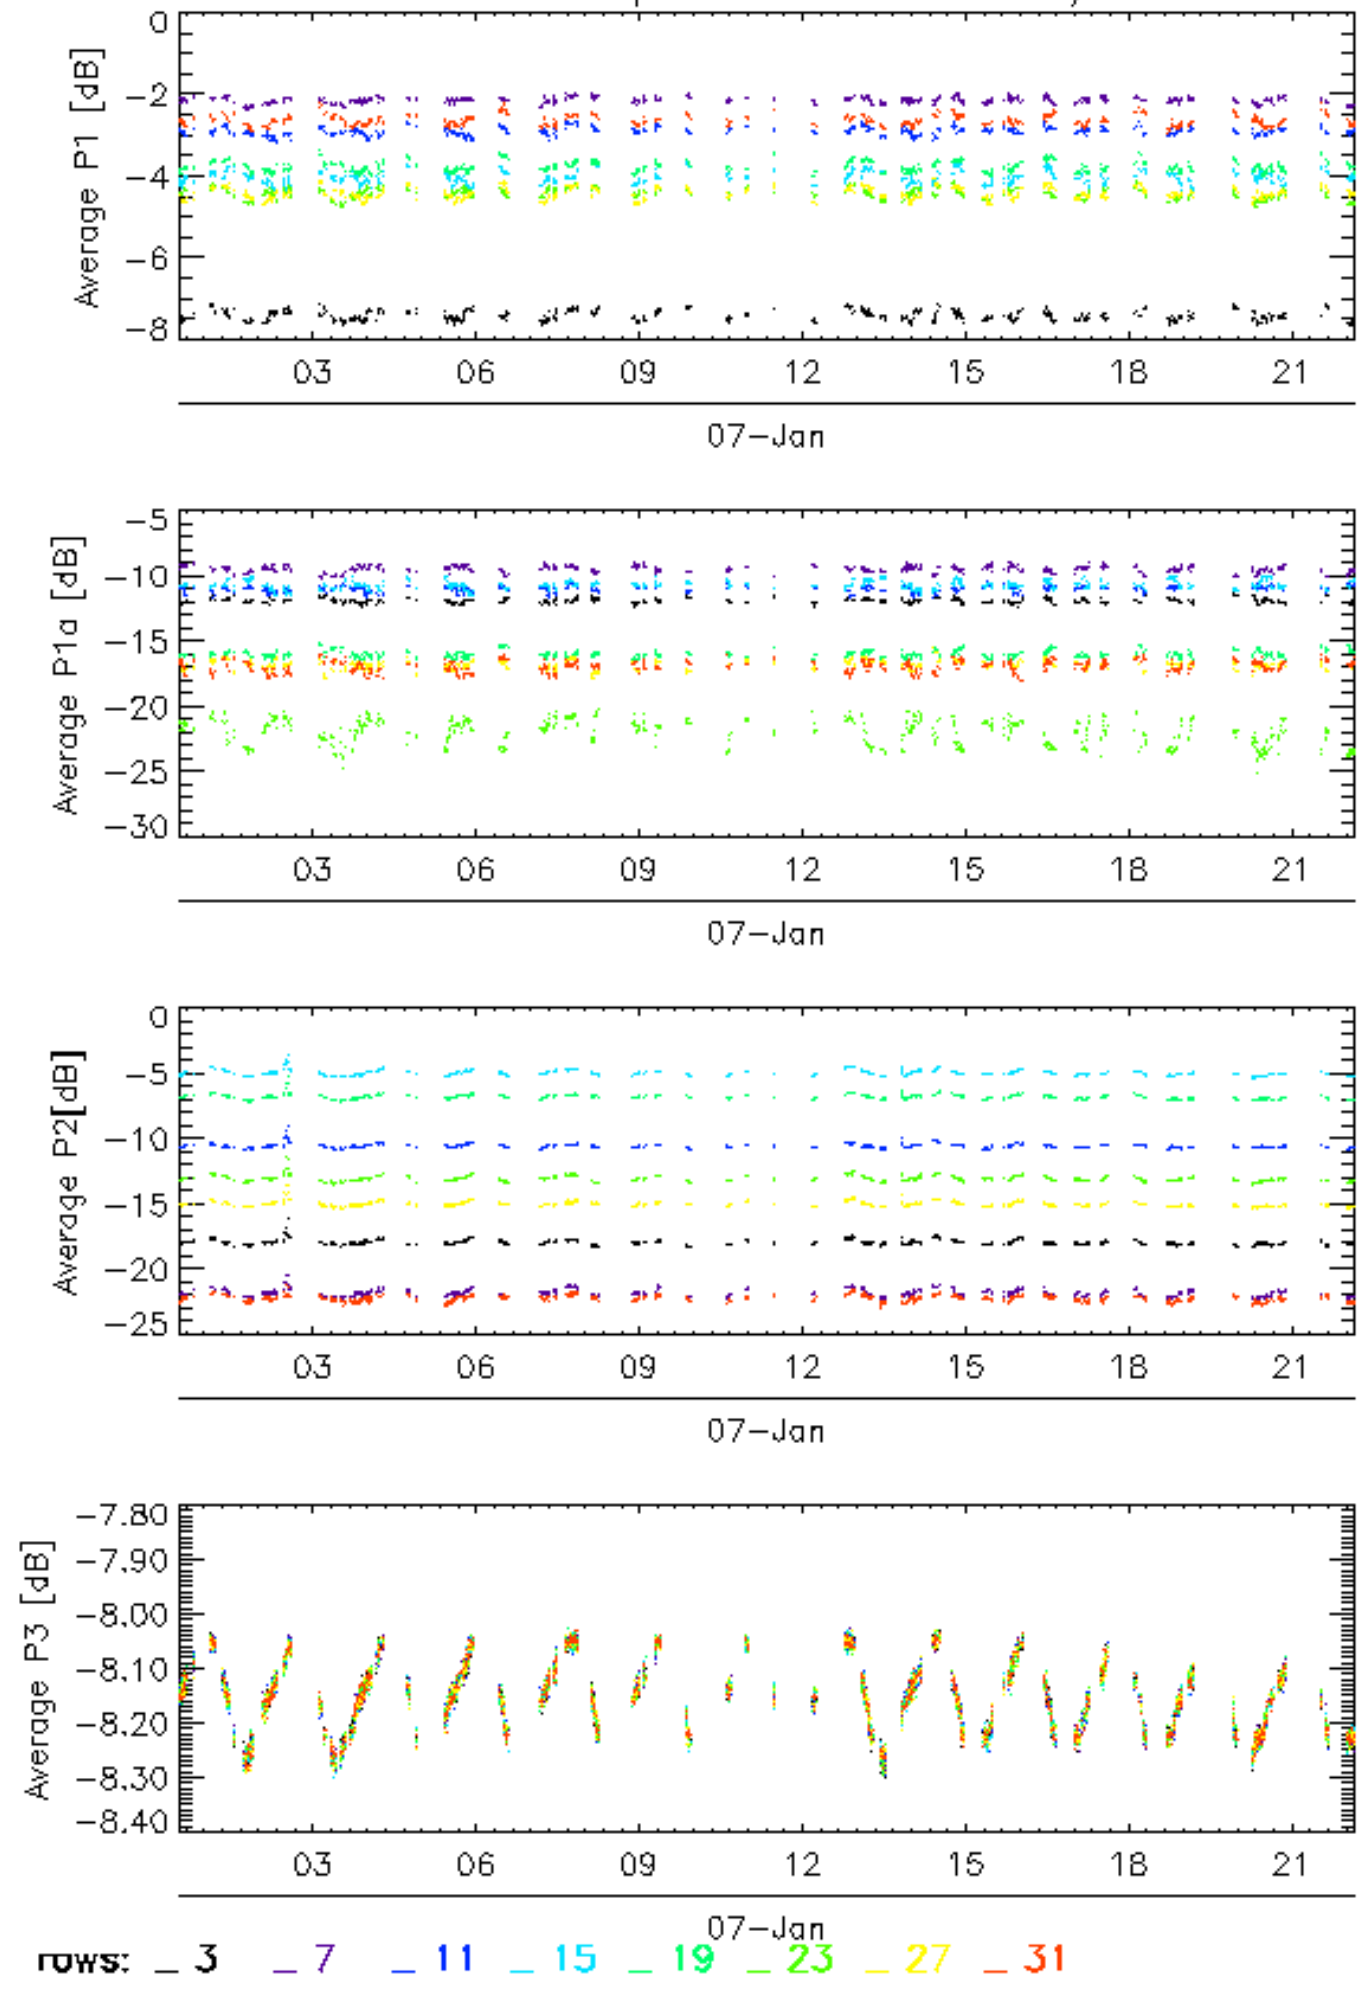 Average P1 [dB]
0
-2
-4
-6
-8
03 06 09 12 15 18 21
07-Jan
Average P1a [dB]
-5
-10
-15
-20
-25
-30
03 06 09 12 15 18 21
07-Jan
Average P2[dB]
0
-5
-10
-15
-20
-25
03 06 09 12 15 18 21
07-Jan
Average P3 [dB]
-7.80
-7.90
-8.00
-8.10
-8.20
-8.30
-8.40
03 06 09 12 15 18 21
07-Jan
rows: _ 3 _ 7 _ 11 _ 15 _ 19 _ 23 _ 27 _ 31